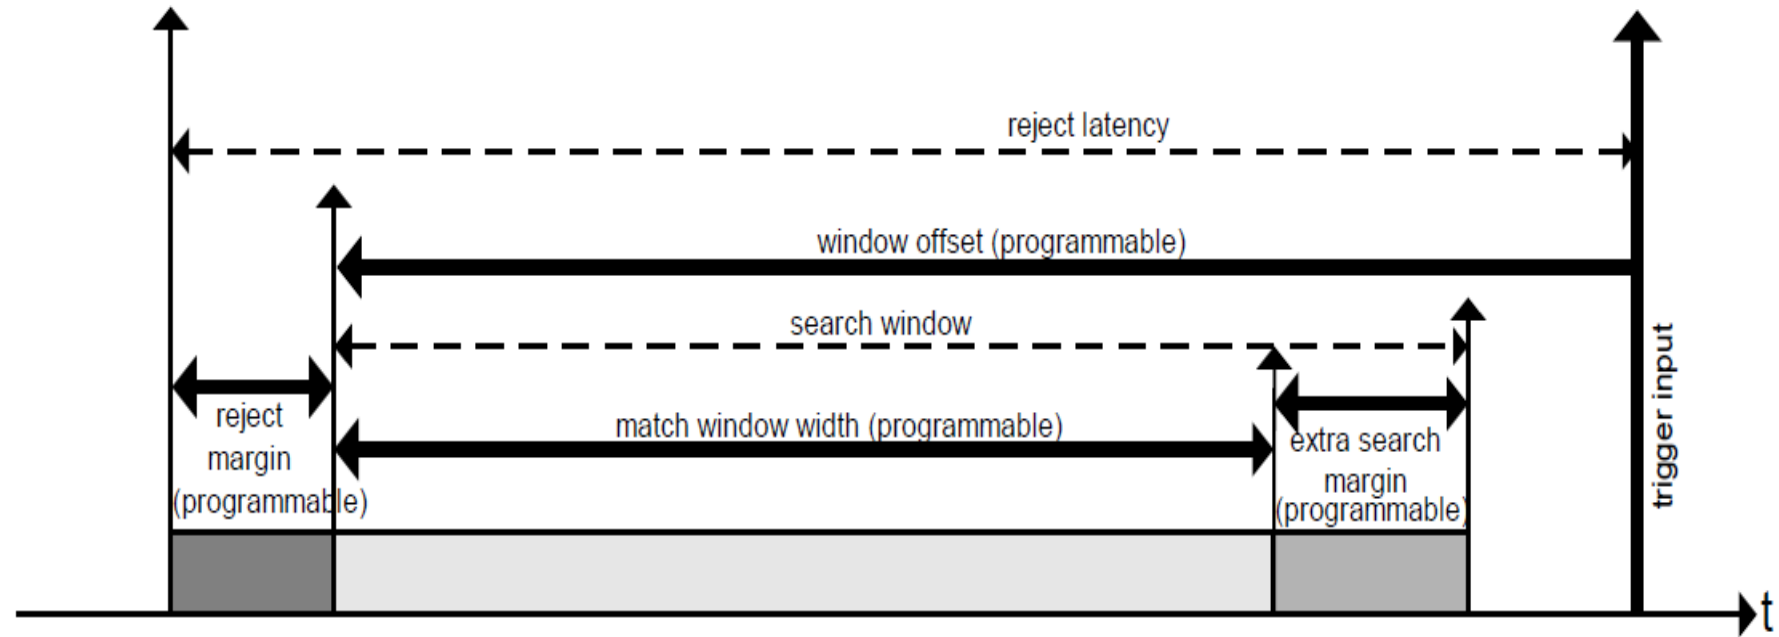 reject latency
window offset (programmable)
search window
reject
margin
(programmable)
match window width (programmable)
extra search
margin
(programmable)
trigger input
t